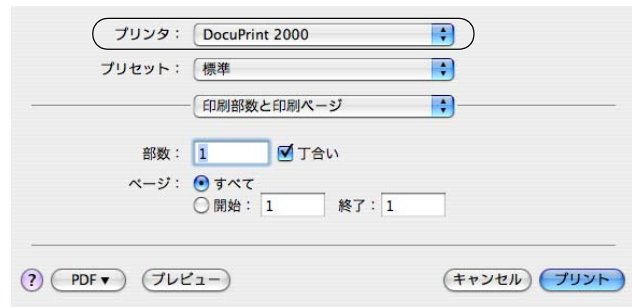 プリンタ： DocuPrint 2000
プリセット： 標準
印刷部数と印刷ページ
部数： 1 丁合い
ページ： すべて
開始： 1 終了： 1
? PDF▼ プレビュー キャンセル プリント